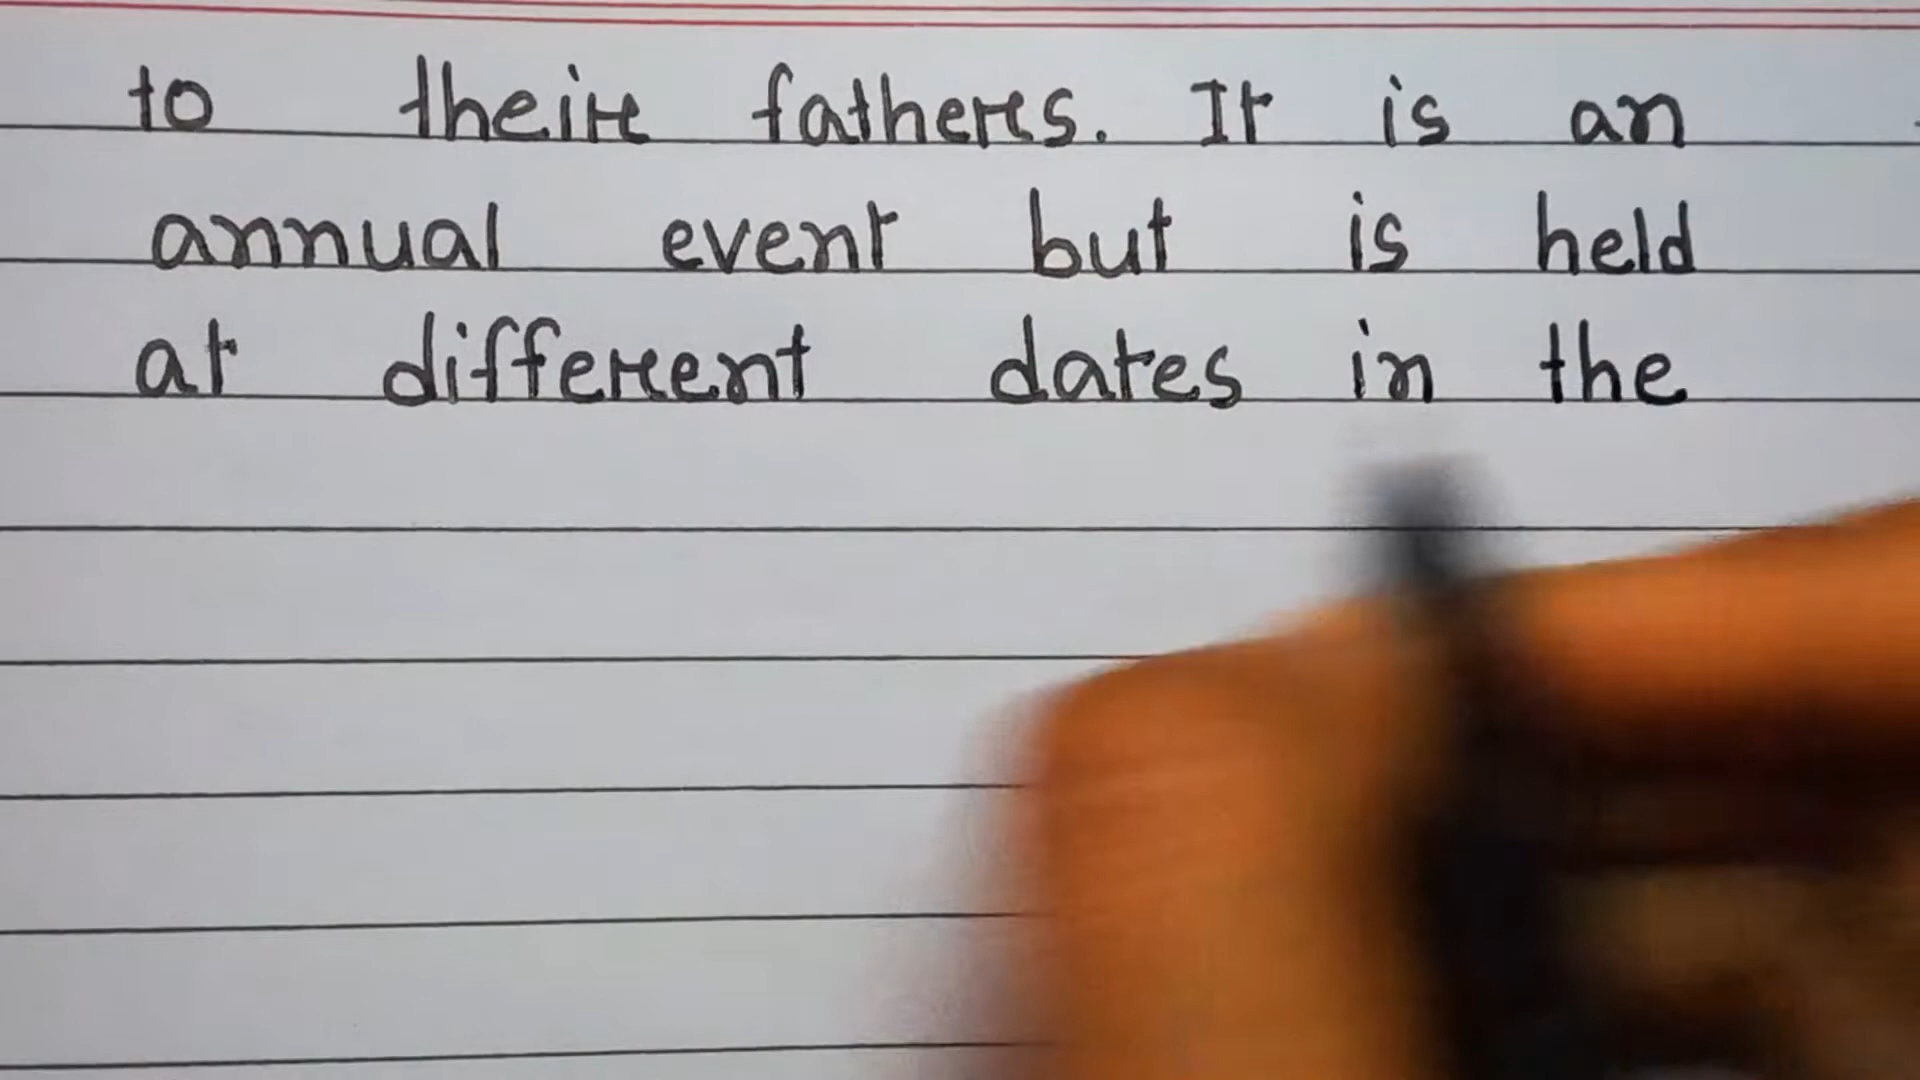 to their fathers. It is an
annual event but is held
at different dates in the